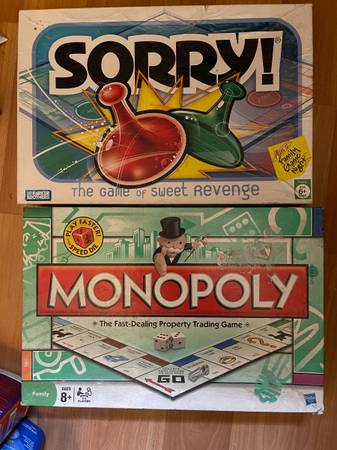 SORRY!
The Game of Sweet Revenge
6+
PLAY FASTER!
SPEED DIE
MONOPOLY
The Fast-Dealing Property Trading Game
GO
Family
AGES
8+